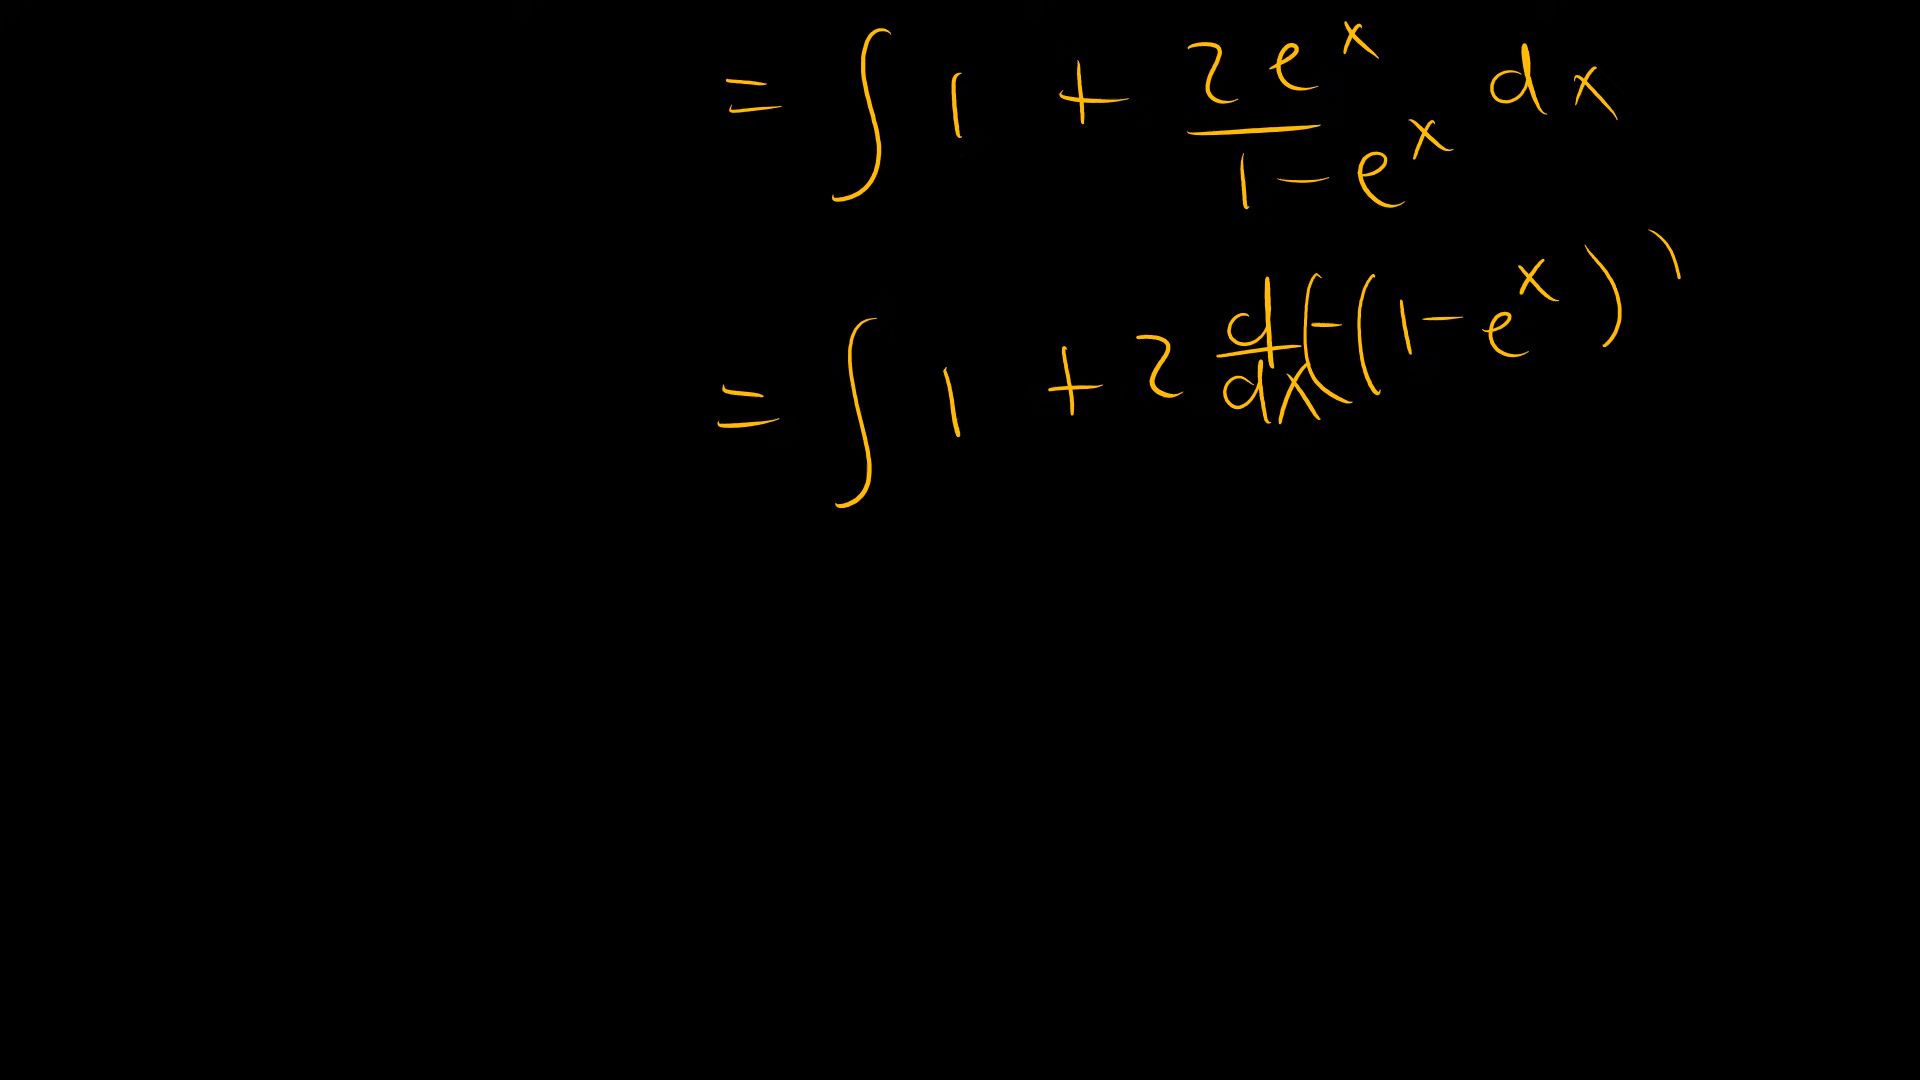 = ∫ 1 + 2e^x / (1 - e^x) dx
= ∫ 1 + 2 d/dx (-(1 - e^x))